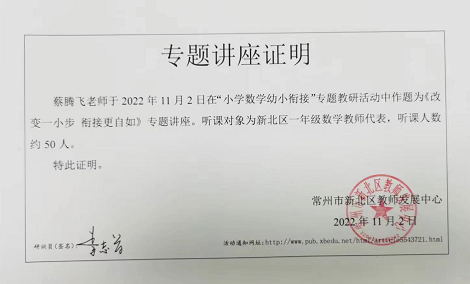 专题讲座证明
蔡腾飞老师于 2022 年 11 月 2 日在“小学数学幼小衔接”专题教研活动中作题为《改
变一小步 衔接更自如》专题讲座。听课对象为新北区一年级数学教师代表，听课人数
约 50 人。
特此证明。
常州市新北区教师发展中心
2022 年 11 月 2 日
研训员(签名)
活动通知网址:http://www.pub.xbedu.net/html/